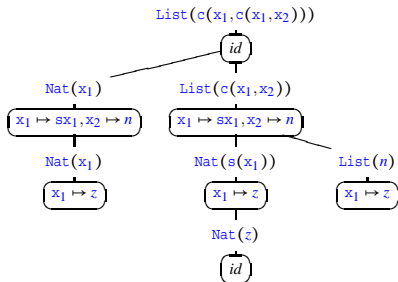 List(c(x₁,c(x₁,x₂)))
id
Nat(x₁) List(c(x₁,x₂))
x₁ ↦ sx₁,x₂ ↦ n x₁ ↦ sx₁,x₂ ↦ n
Nat(x₁) Nat(s(x₁)) List(n)
x₁ ↦ z x₁ ↦ z x₁ ↦ z
Nat(z)
id